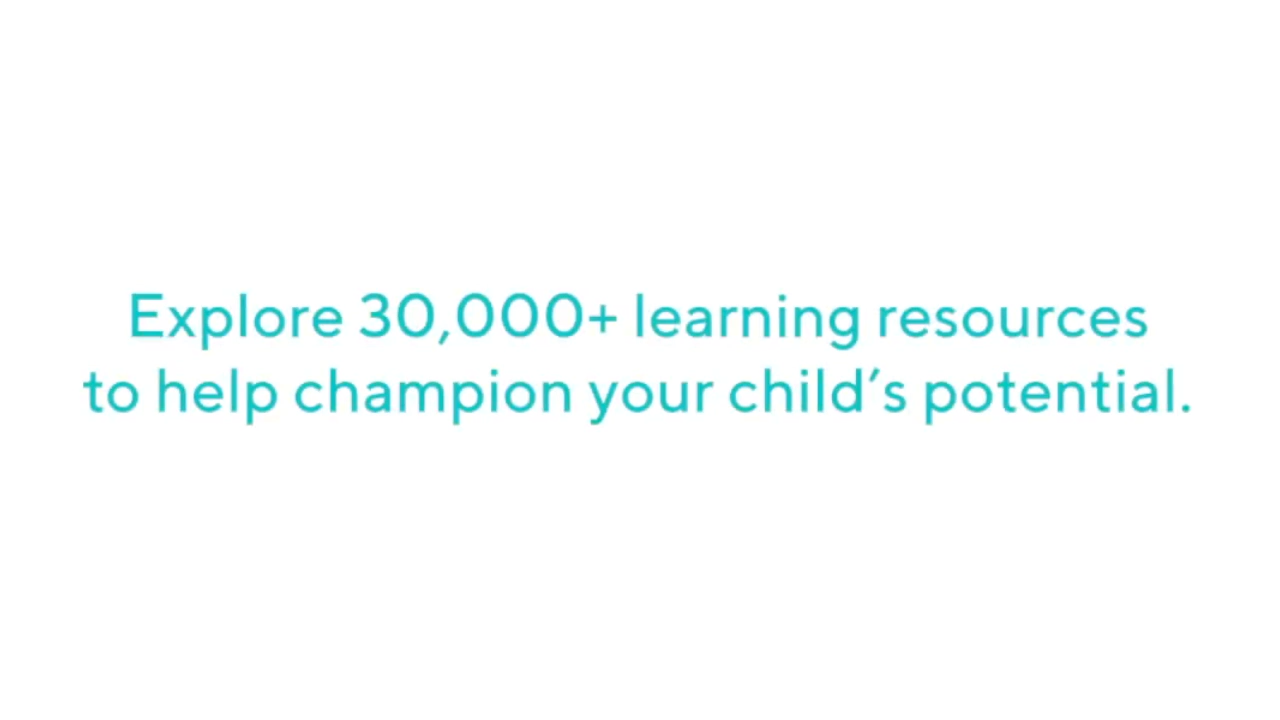 Explore 30,000+ learning resources
to help champion your child's potential.